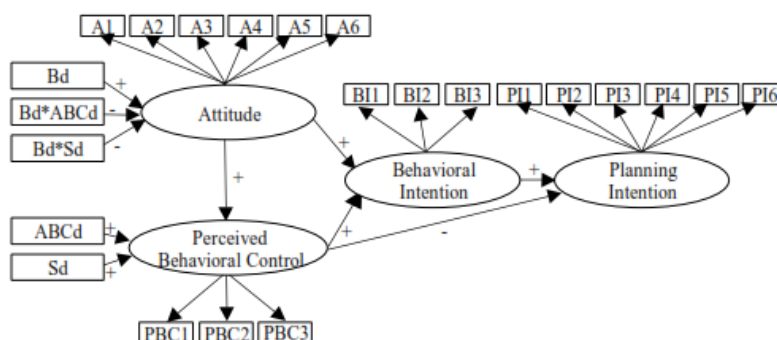 A1 A2 A3 A4 A5 A6
Bd
+
Bd*ABCd
-
Bd*Sd
-
Attitude
BI1 BI2 BI3
PI1 PI2 PI3 PI4 PI5 PI6
+
+
Behavioral
Intention
+
Planning
Intention
ABCd
+
Sd
+
Perceived
Behavioral Control
+
-
PBC1 PBC2 PBC3